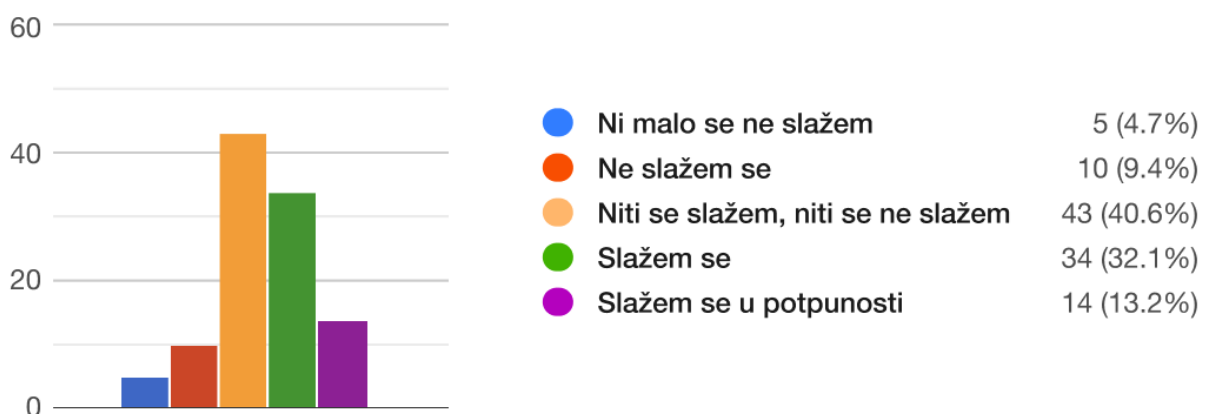 60
40
20
0
Ni malo se ne slažem 5 (4.7%)
Ne slažem se 10 (9.4%)
Niti se slažem, niti se ne slažem 43 (40.6%)
Slažem se 34 (32.1%)
Slažem se u potpunosti 14 (13.2%)